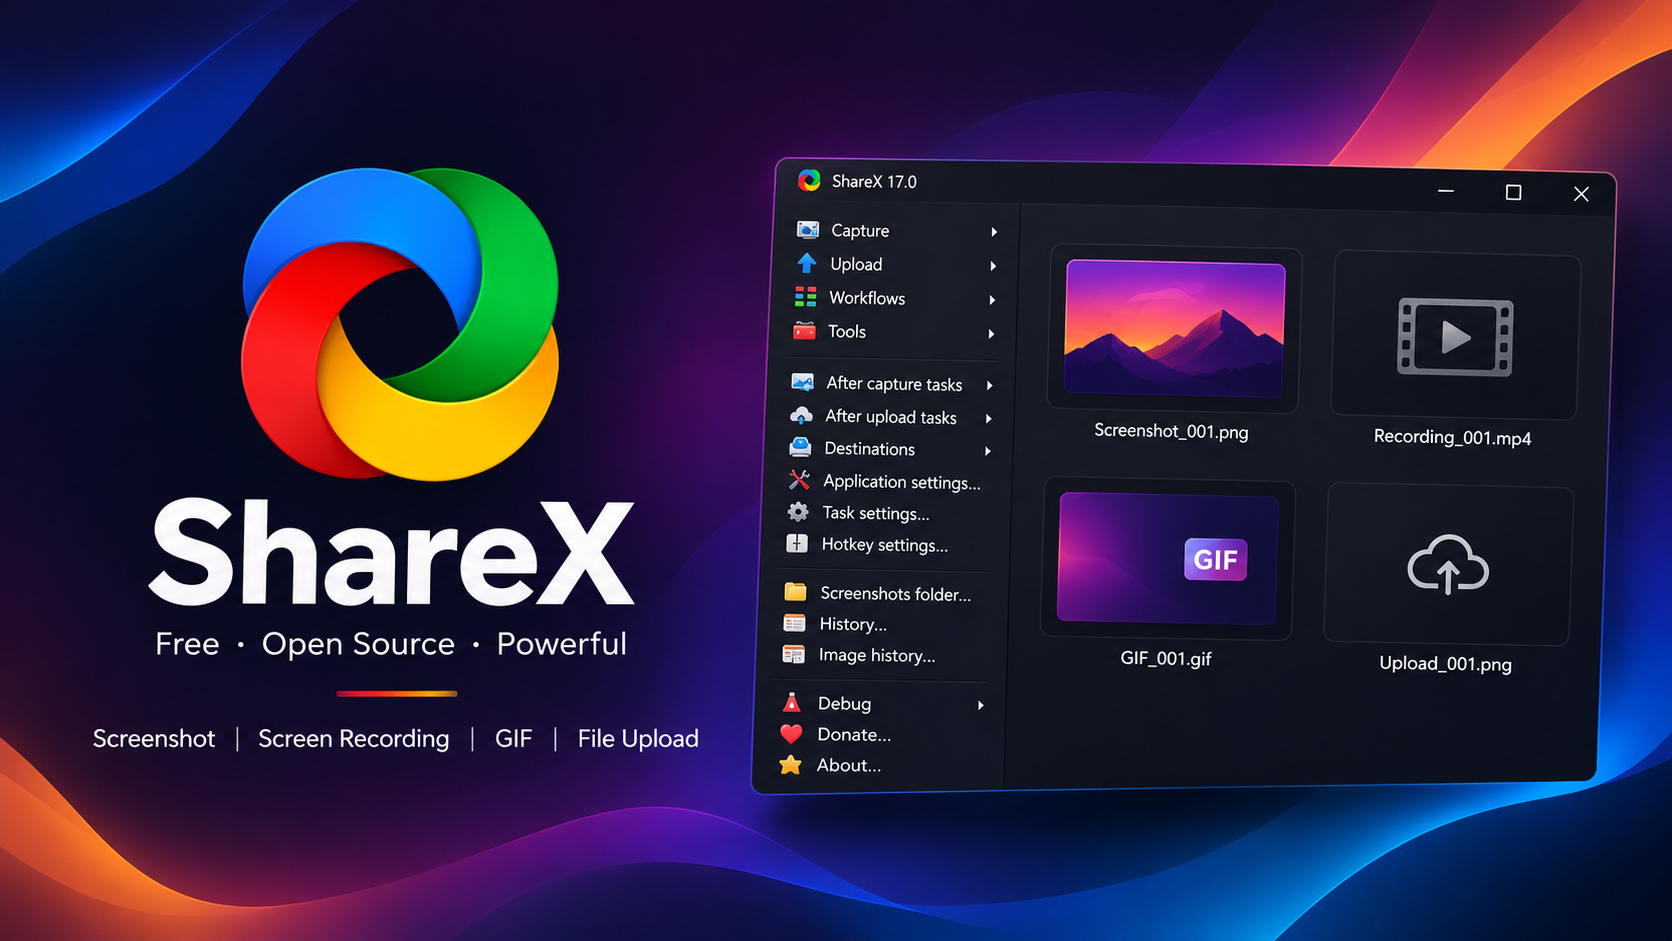 ShareX
Free · Open Source · Powerful
Screenshot | Screen Recording | GIF | File Upload
ShareX 17.0
Capture
Upload
Workflows
Tools
After capture tasks
After upload tasks
Destinations
Application settings...
Task settings...
Hotkey settings...
Screenshots folder...
History...
Image history...
Debug
Donate...
About...
Screenshot_001.png
Recording_001.mp4
GIF
GIF_001.gif
Upload_001.png